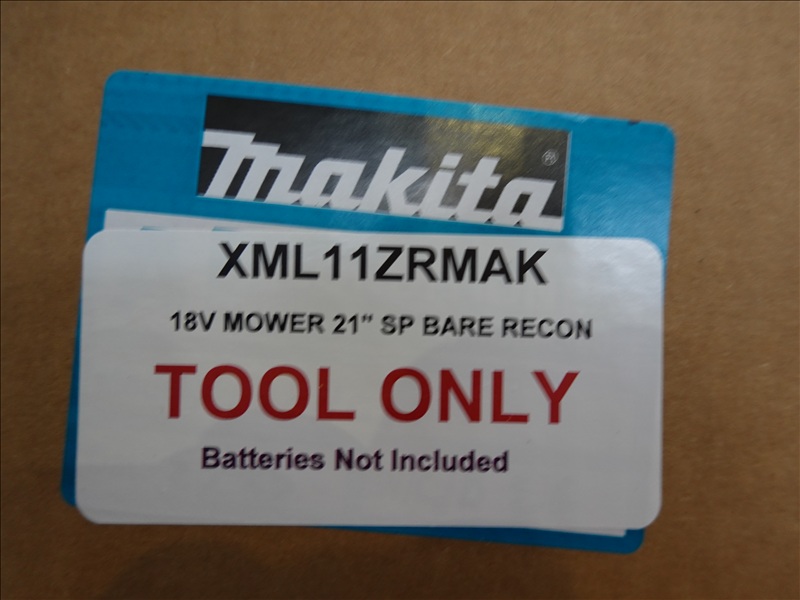 makita®
XML11ZRMAK
18V MOWER 21" SP BARE RECON
TOOL ONLY
Batteries Not Included